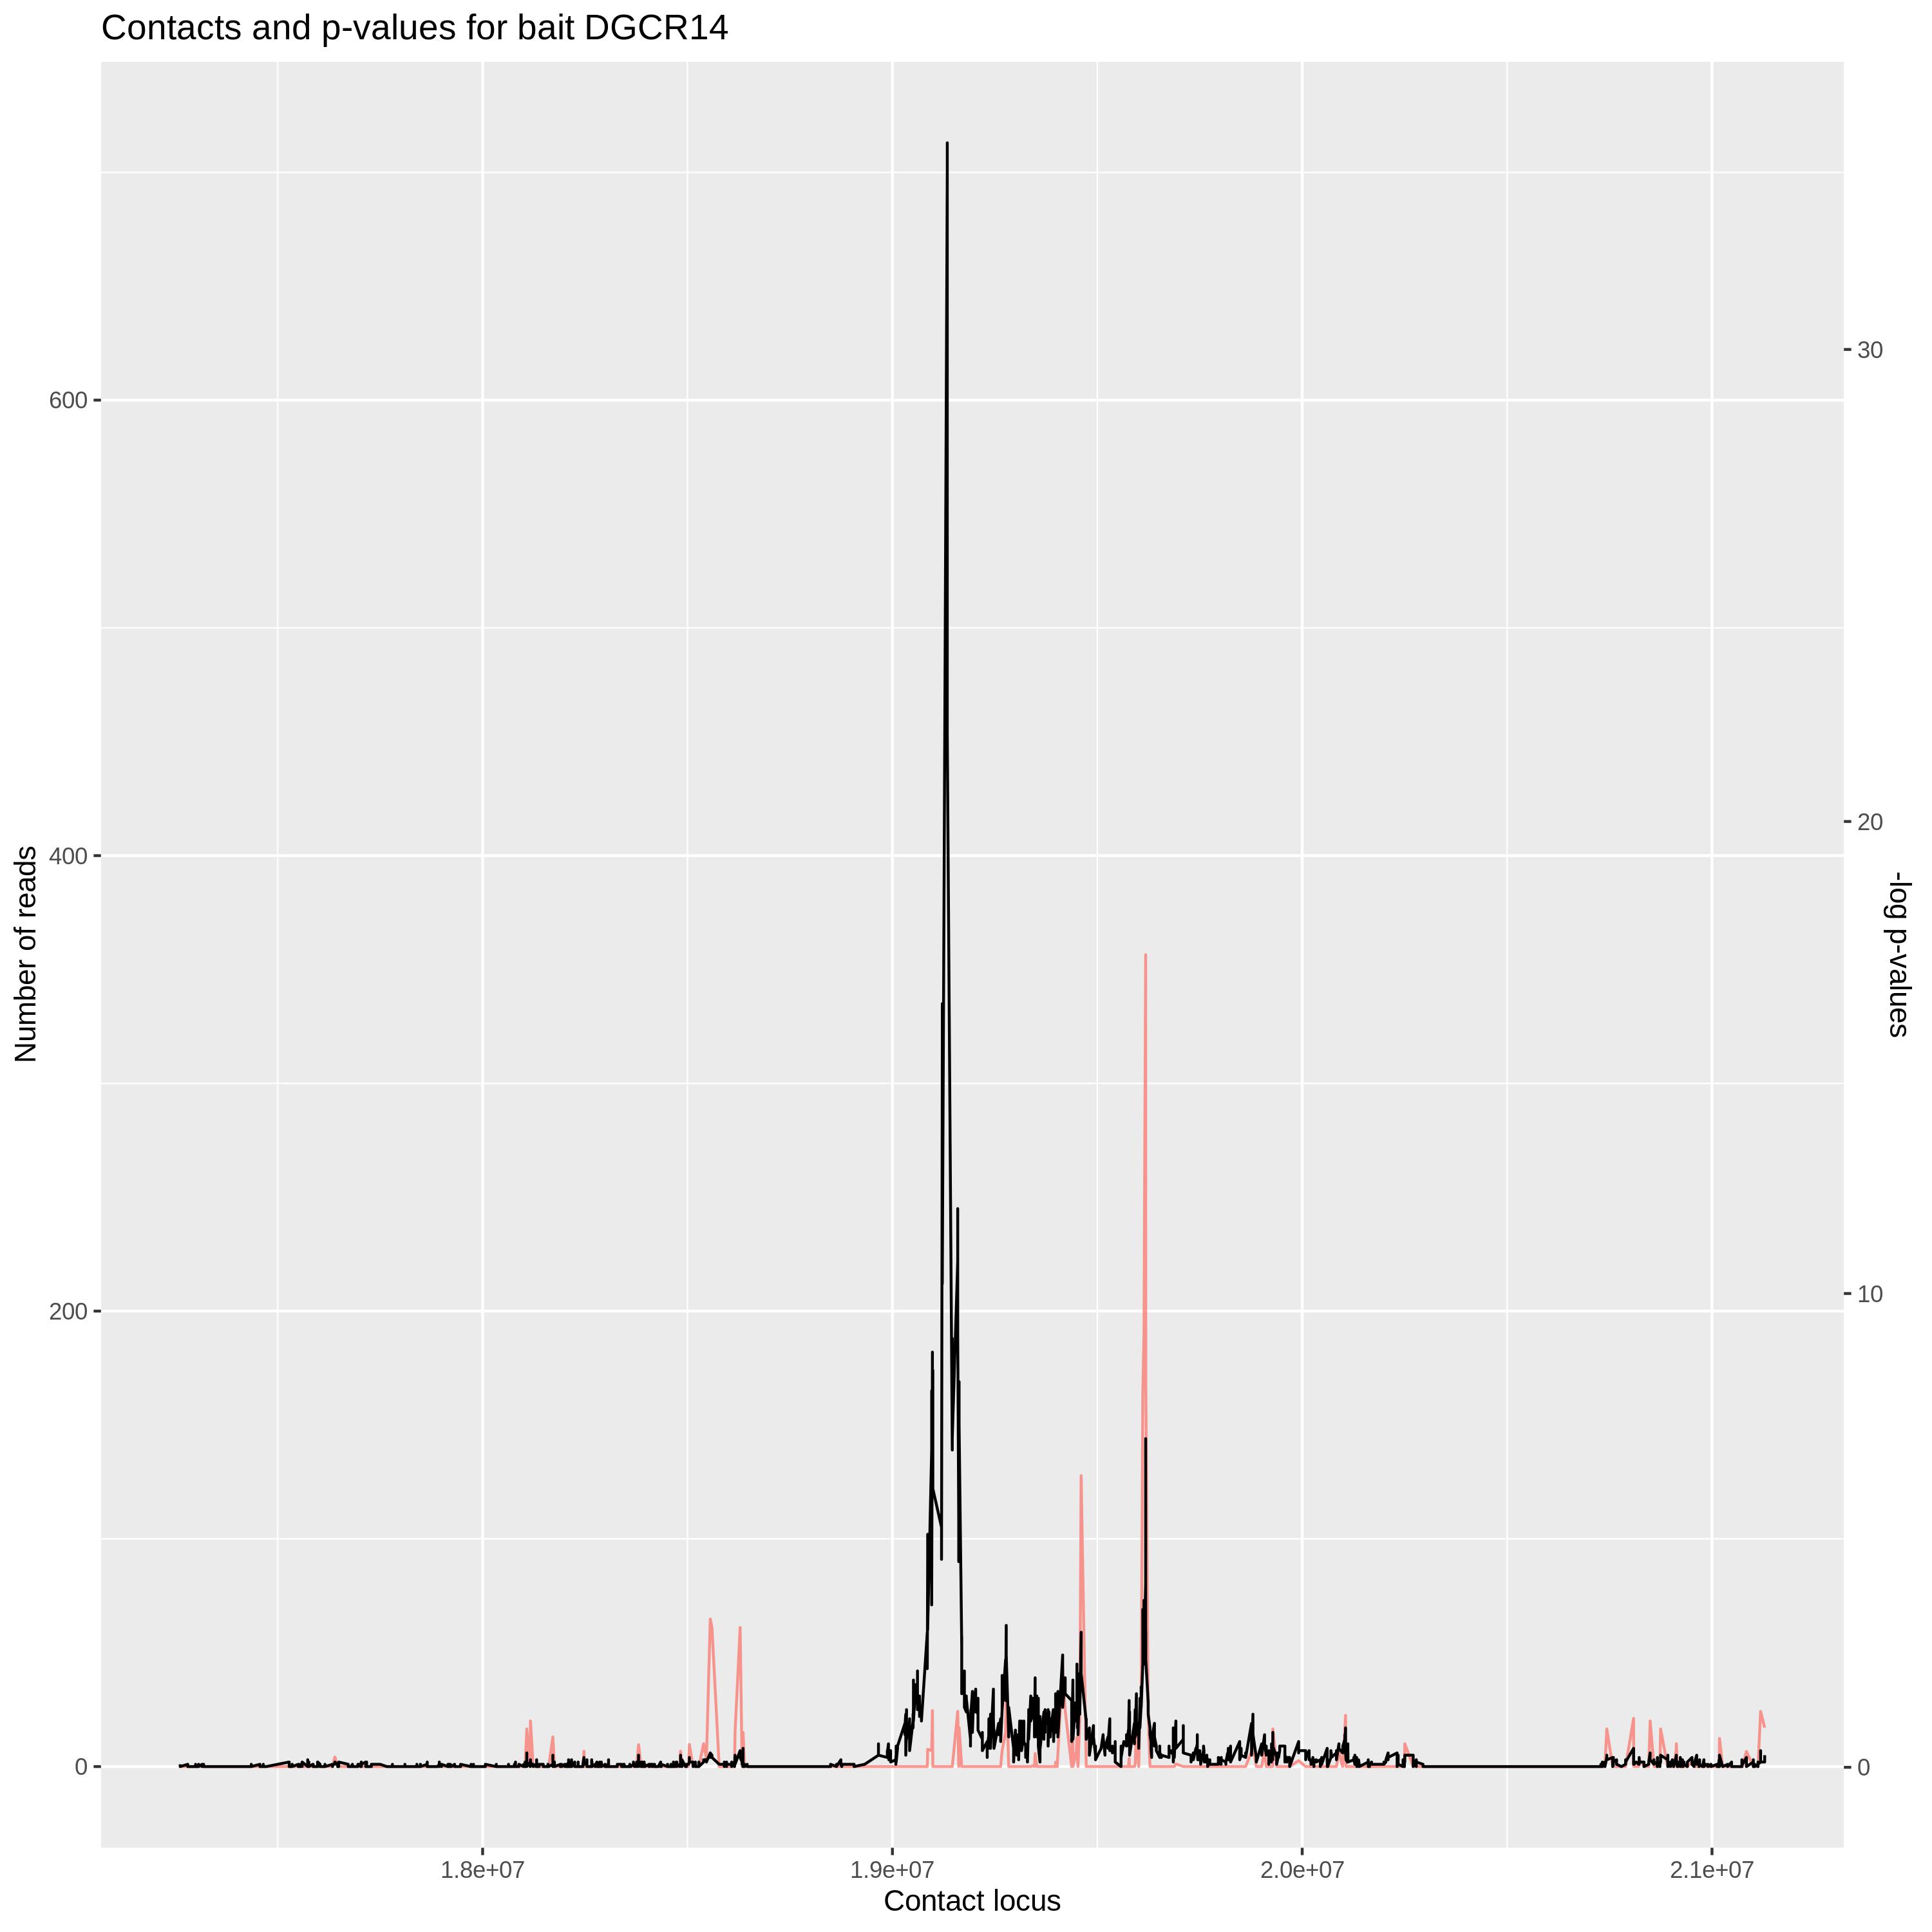 Contacts and p-values for bait DGCR14
Number of reads
600
400
200
0
30
20
10
0
-log p-values
1.8e+07
1.9e+07
2.0e+07
2.1e+07
Contact locus